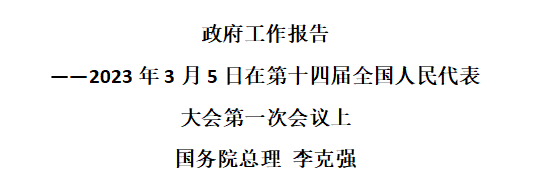 政府工作报告
——2023 年 3 月 5 日在第十四届全国人民代表
大会第一次会议上
国务院总理 李克强